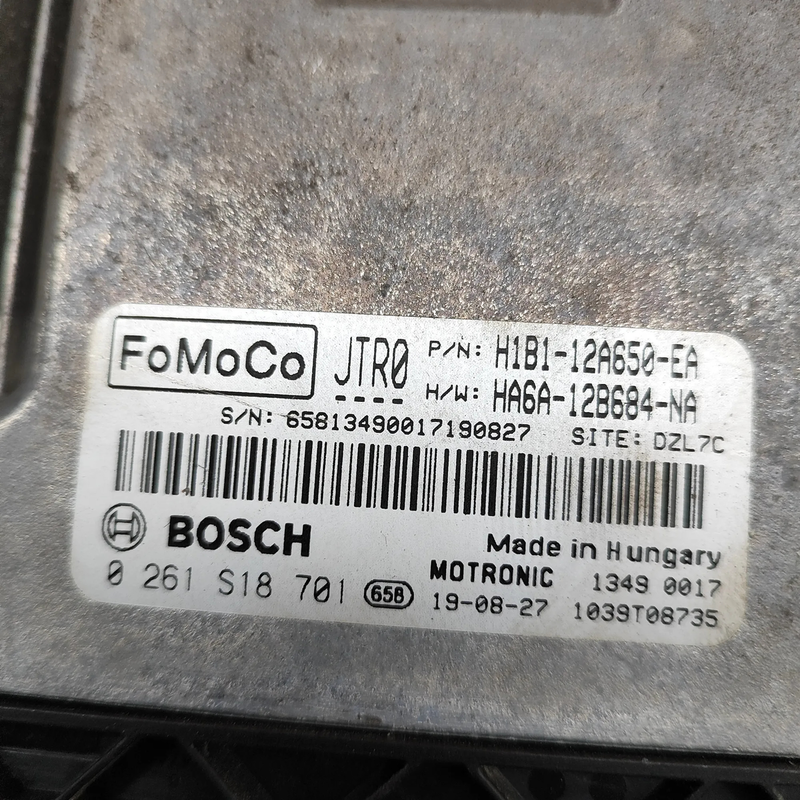 FoMoCo JTR0 P/N: H1B1-12A650-EA
H/W: HA6A-12B684-NA
S/N: 65813490017190827 SITE: DZL7C
BOSCH Made in Hungary
0 261 S18 701 658 MOTRONIC 1349 0017
19-08-27 1039T08735